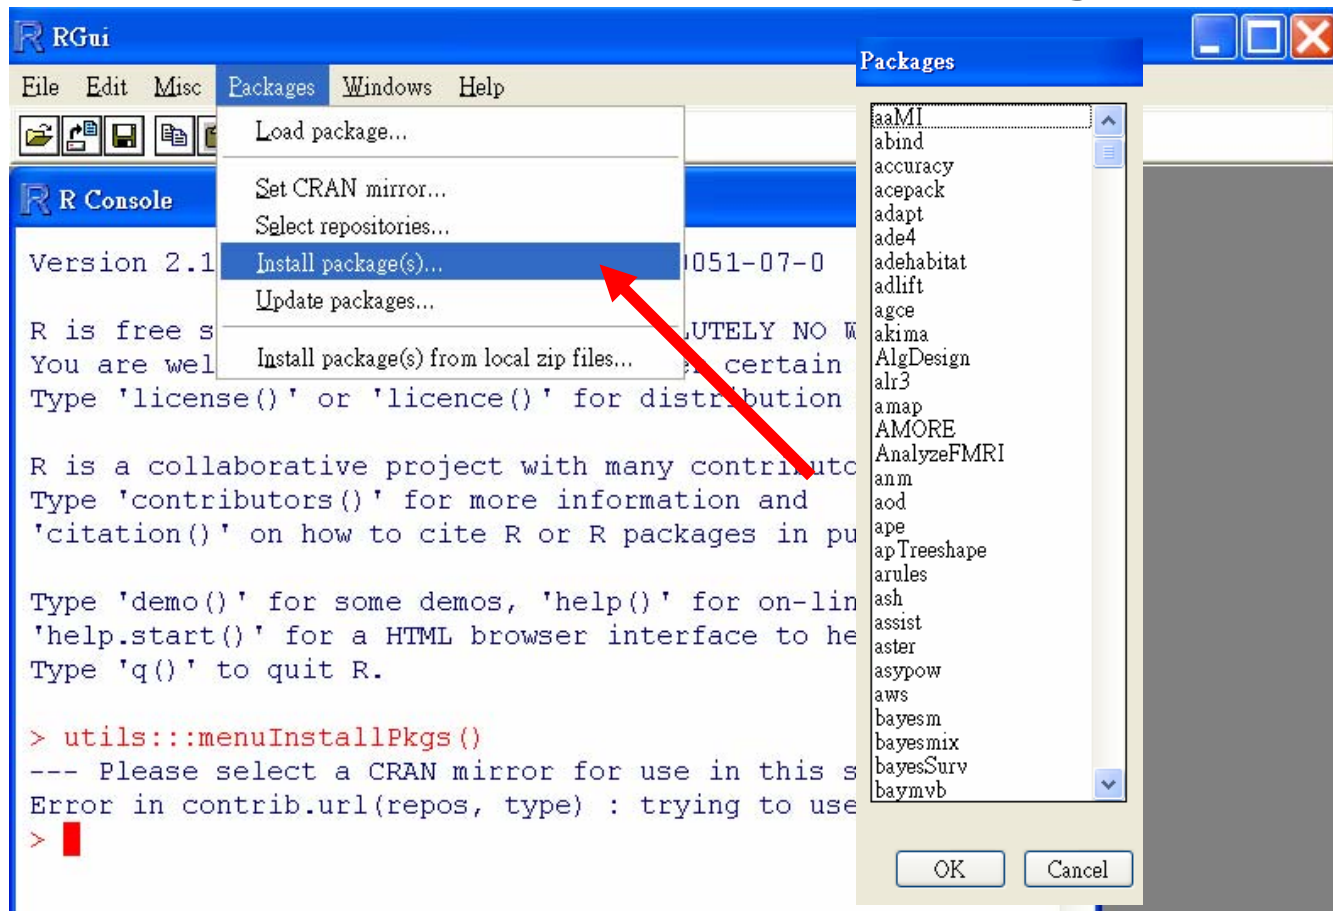 RGui
File Edit Misc Packages Windows Help
Load package...
Set CRAN mirror...
Select repositories...
Install package(s)...
Update packages...
Install package(s) from local zip files...
R Console
Version 2.1 051-07-0
R is free s LUTELY NO W
You are wel certain
Type 'license()' or 'licence()' for distribution
R is a collaborative project with many contributo
Type 'contributors()' for more information and
'citation()' on how to cite R or R packages in pu
Type 'demo()' for some demos, 'help()' for on-lin
'help.start()' for a HTML browser interface to he
Type 'q()' to quit R.
> utils:::menuInstallPkgs()
--- Please select a CRAN mirror for use in this s
Error in contrib.url(repos, type) : trying to use
>
Packages
aaMI
abind
accuracy
acepack
adapt
ade4
adehabitat
adlift
agce
akima
AlgDesign
alr3
amap
AMORE
AnalyzeFMRI
anm
aod
ape
apTreeshape
arules
ash
assist
aster
asypow
aws
bayesm
bayesmix
bayesSurv
baymvb
OK Cancel